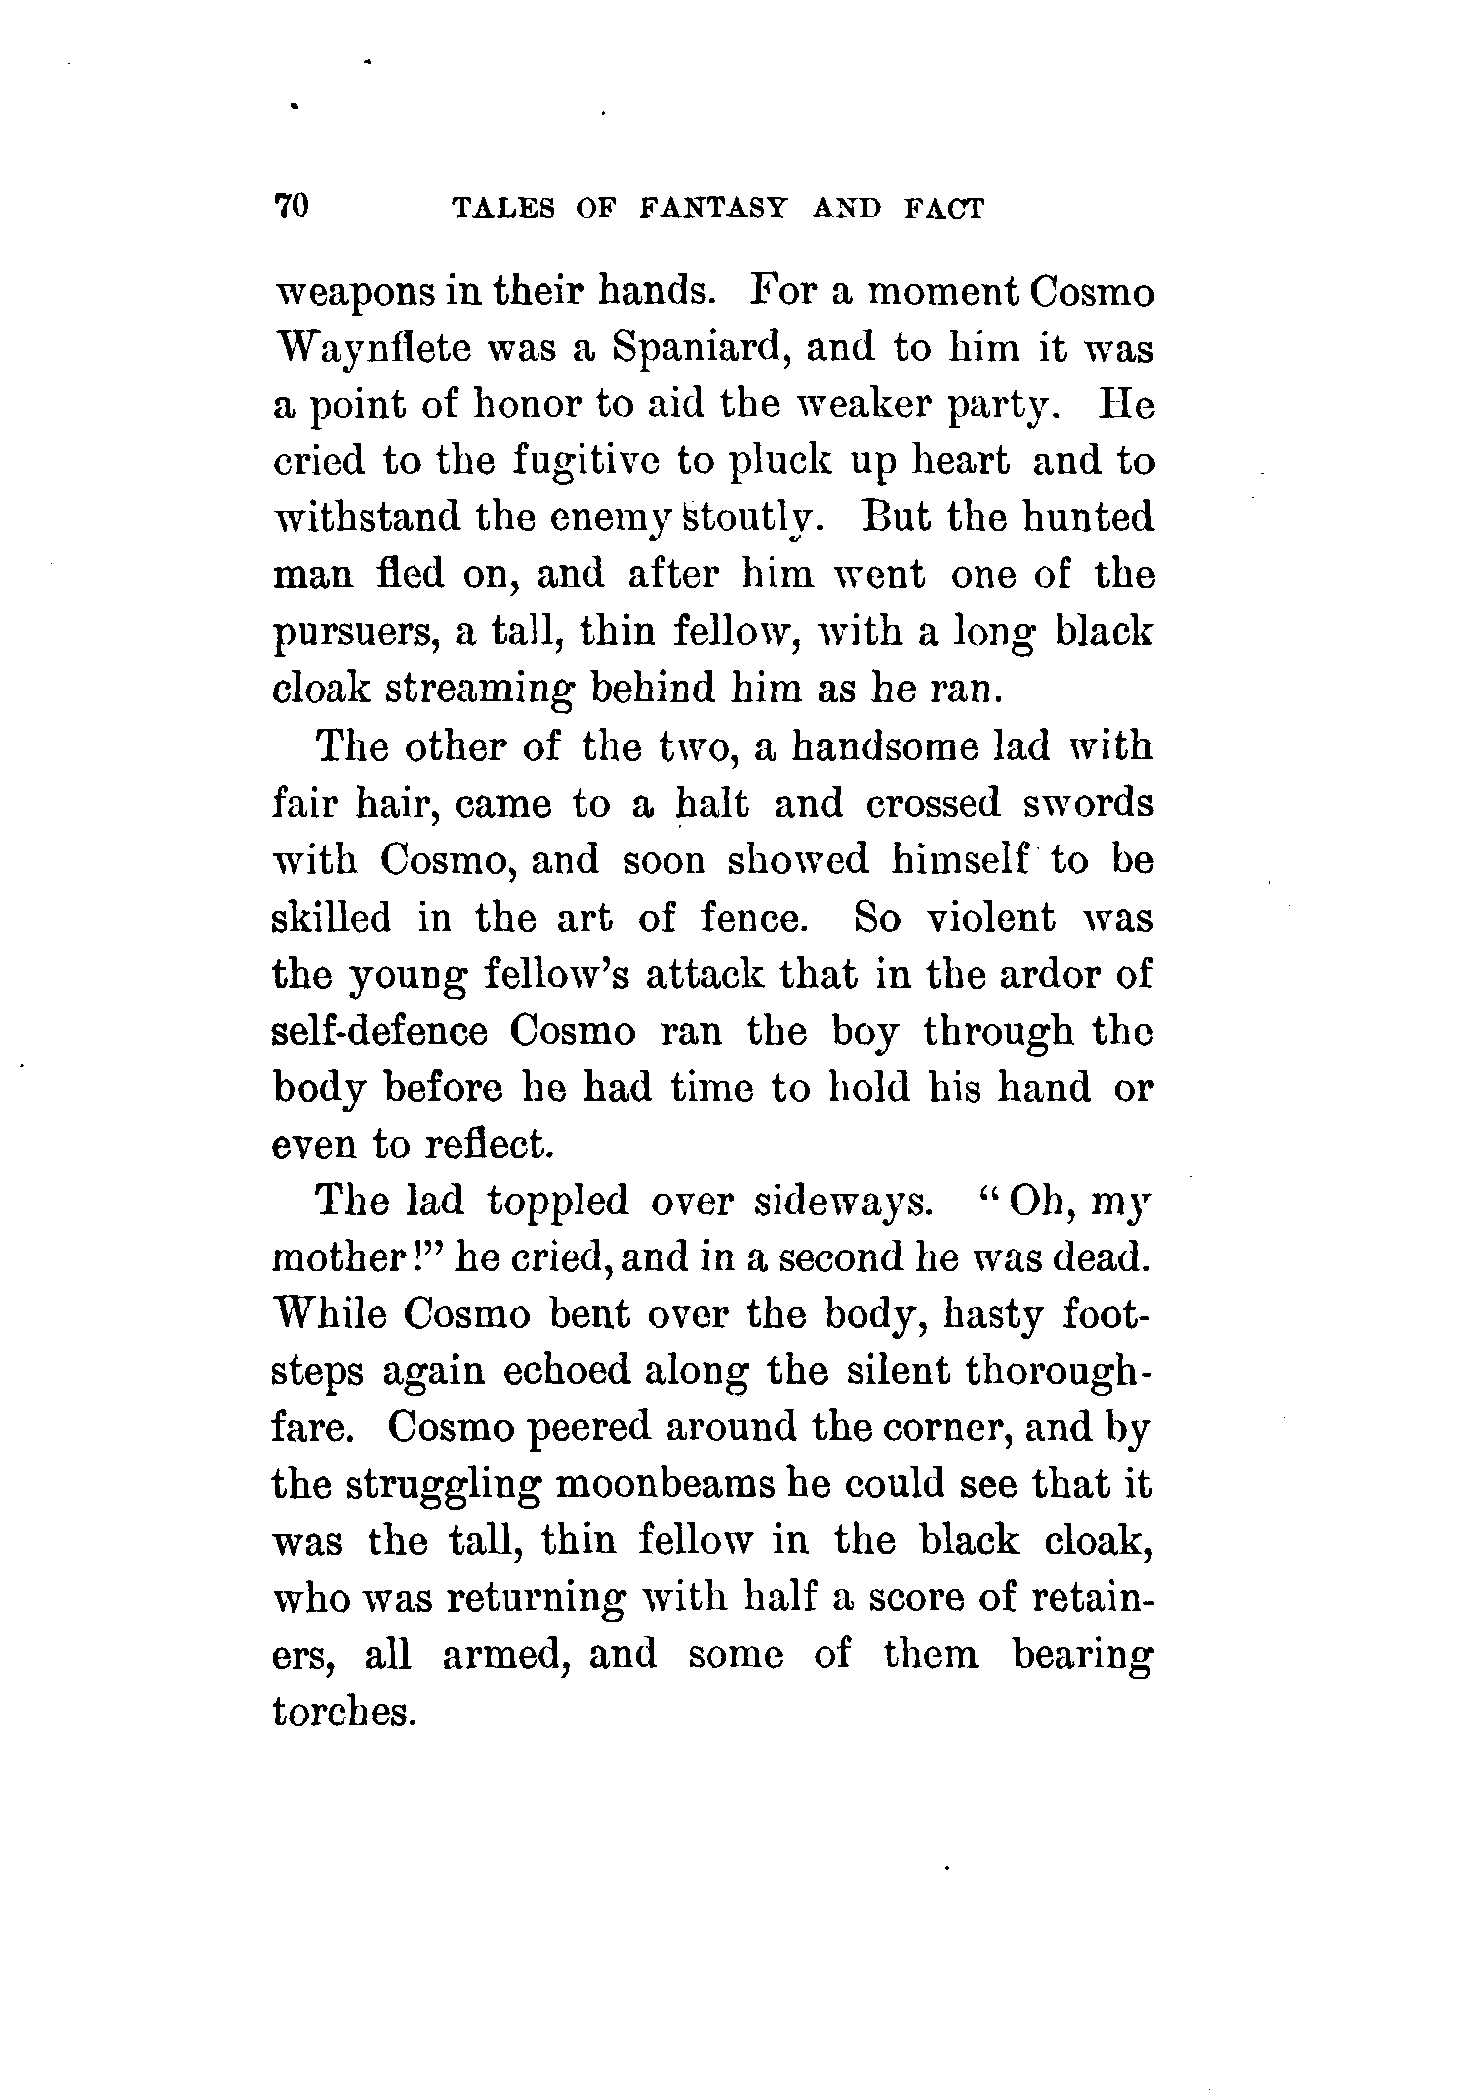 70 TALES OF FANTASY AND FACT
weapons in their hands. For a moment Cosmo
Waynflete was a Spaniard, and to him it was
a point of honor to aid the weaker party. He
cried to the fugitive to pluck up heart and to
withstand the enemy stoutly. But the hunted
man fled on, and after him went one of the
pursuers, a tall, thin fellow, with a long black
cloak streaming behind him as he ran.
The other of the two, a handsome lad with
fair hair, came to a halt and crossed swords
with Cosmo, and soon showed himself to be
skilled in the art of fence. So violent was
the young fellow's attack that in the ardor of
self-defence Cosmo ran the boy through the
body before he had time to hold his hand or
even to reflect.
The lad toppled over sideways. “Oh, my
mother!” he cried, and in a second he was dead.
While Cosmo bent over the body, hasty foot-
steps again echoed along the silent thorough-
fare. Cosmo peered around the corner, and by
the struggling moonbeams he could see that it
was the tall, thin fellow in the black cloak,
who was returning with half a score of retain-
ers, all armed, and some of them bearing
torches.